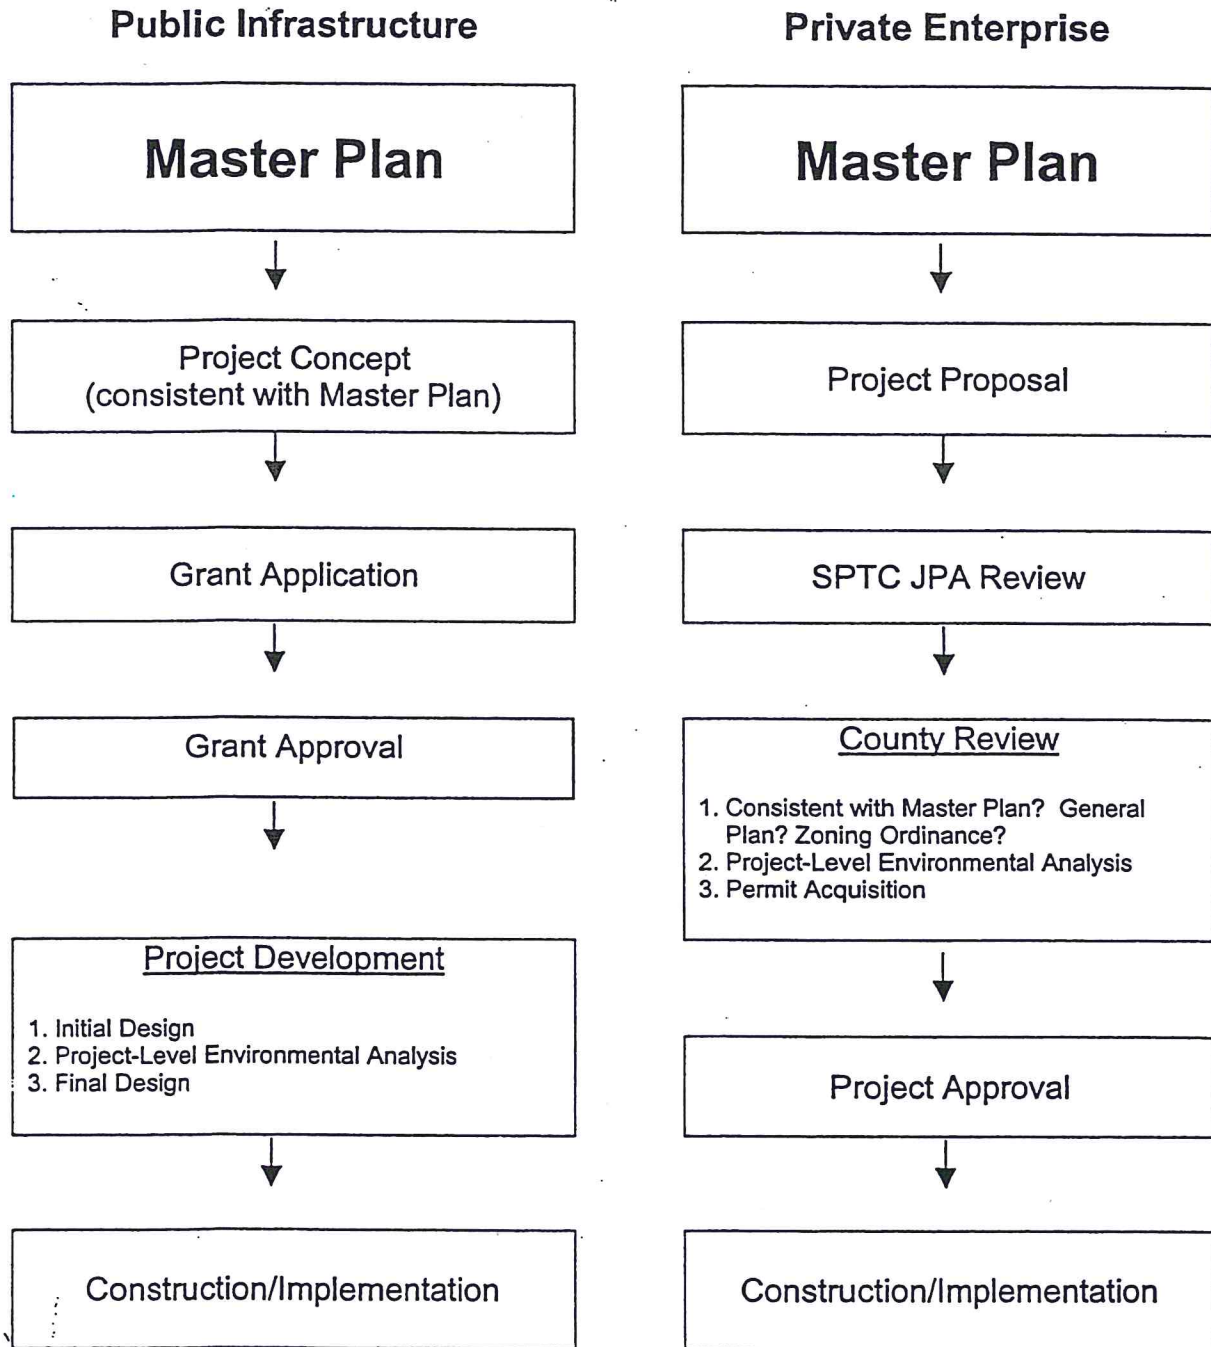 Public Infrastructure
Master Plan
Project Concept
(consistent with Master Plan)
Grant Application
Grant Approval
Project Development
1. Initial Design
2. Project-Level Environmental Analysis
3. Final Design
Construction/Implementation
Private Enterprise
Master Plan
Project Proposal
SPTC JPA Review
County Review
1. Consistent with Master Plan? General
Plan? Zoning Ordinance?
2. Project-Level Environmental Analysis
3. Permit Acquisition
Project Approval
Construction/Implementation